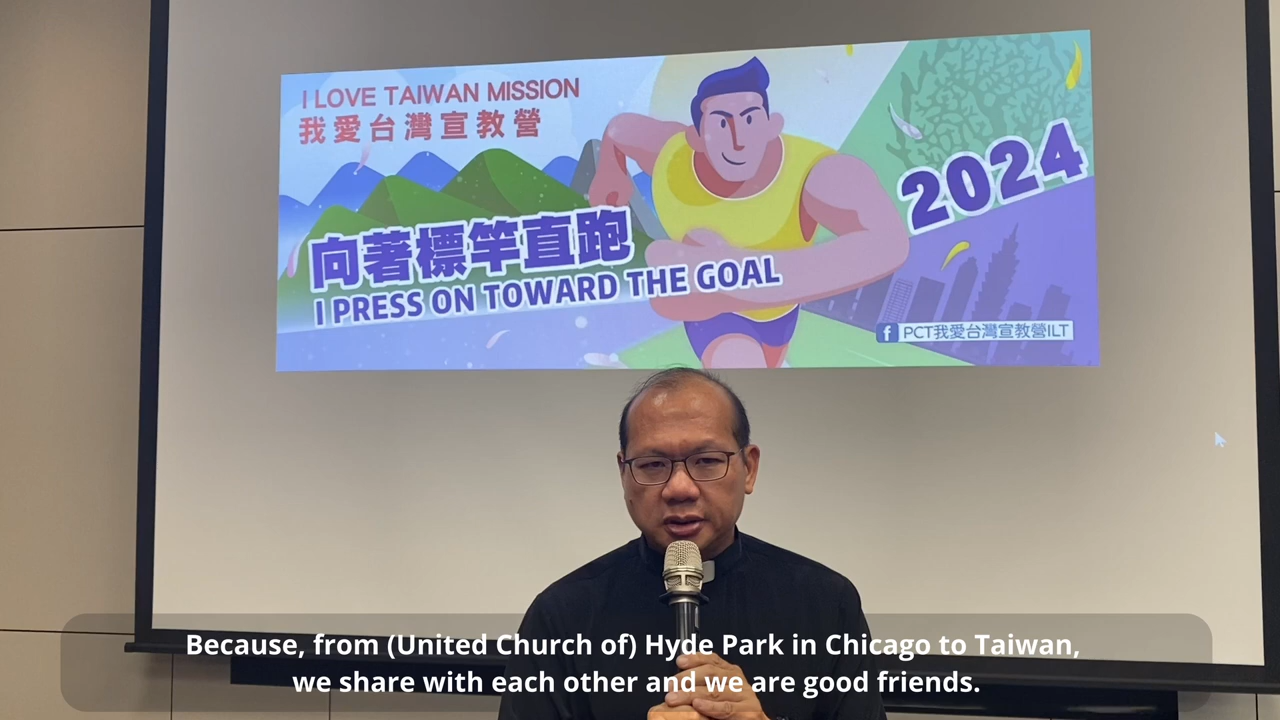 I LOVE TAIWAN MISSION
我愛台灣宣教營
2024
向著標竿直跑
I PRESS ON TOWARD THE GOAL
f PCT我愛台灣宣教營ILT
Because, from (United Church of) Hyde Park in Chicago to Taiwan,
we share with each other and we are good friends.